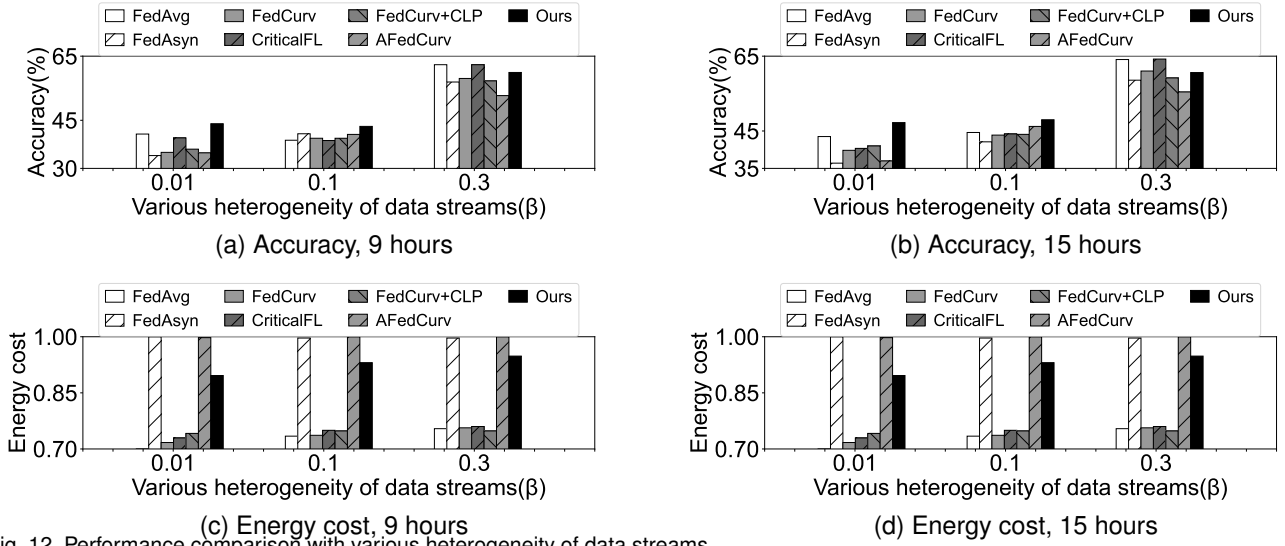 FedAvg FedCurv FedCurv+CLP Ours
FedAsyn CriticalFL AFedCurv
65
45
30
Accuracy(%)
0.01 0.1 0.3
Various heterogeneity of data streams(β)
(a) Accuracy, 9 hours
FedAvg FedCurv FedCurv+CLP Ours
FedAsyn CriticalFL AFedCurv
65
45
35
Accuracy(%)
0.01 0.1 0.3
Various heterogeneity of data streams(β)
(b) Accuracy, 15 hours
FedAvg FedCurv FedCurv+CLP Ours
FedAsyn CriticalFL AFedCurv
1.00
0.85
0.70
Energy cost
0.01 0.1 0.3
Various heterogeneity of data streams(β)
(c) Energy cost, 9 hours
FedAvg FedCurv FedCurv+CLP Ours
FedAsyn CriticalFL AFedCurv
1.00
0.85
0.70
Energy cost
0.01 0.1 0.3
Various heterogeneity of data streams(β)
(d) Energy cost, 15 hours
ig. 12. Performance comparison with various heterogeneity of data streams